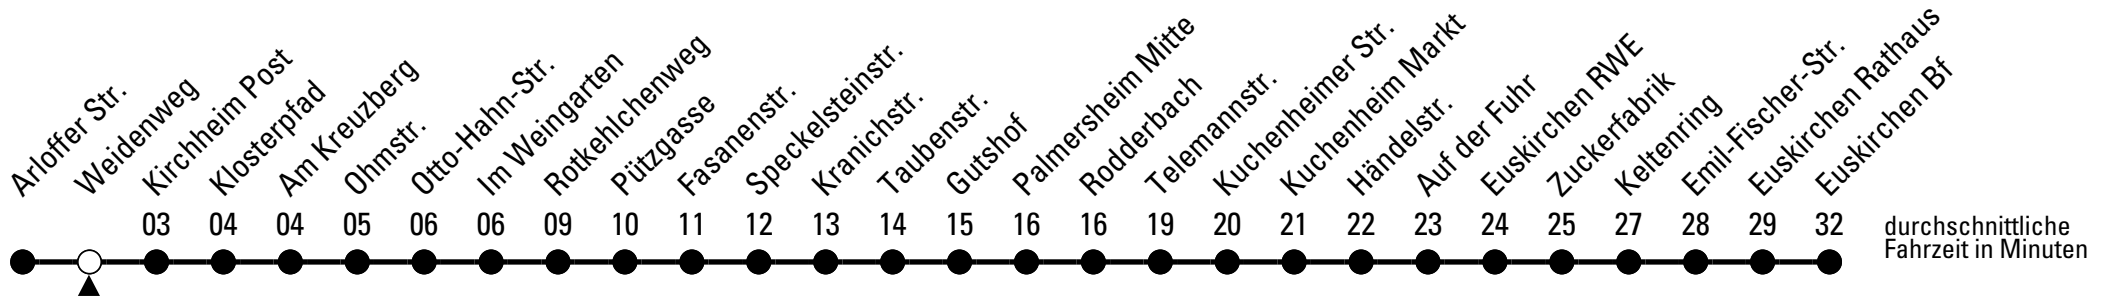 Arloffer Str.
Weidenweg
Kirchheim Post
Klosterpfad
Am Kreuzberg
Ohmstr.
Otto-Hahn-Str.
Im Weingarten
Rotkehlchenweg
Pützgasse
Fasanenstr.
Speckelsteinstr.
Kranichstr.
Taubenstr.
Gutshof
Palmersheim Mitte
Rodderbach
Telemannstr.
Kuchenheimer Str.
Kuchenheim Markt
Händelstr.
Auf der Fuhr
Euskirchen RWE
Zuckerfabrik
Keltenring
Emil-Fischer-Str.
Euskirchen Rathaus
Euskirchen Bf
03 04 04 05 06 06 09 10 11 12 13 14 15 16 16 19 20 21 22 23 24 25 27 28 29 32
durchschnittliche
Fahrzeit in Minuten